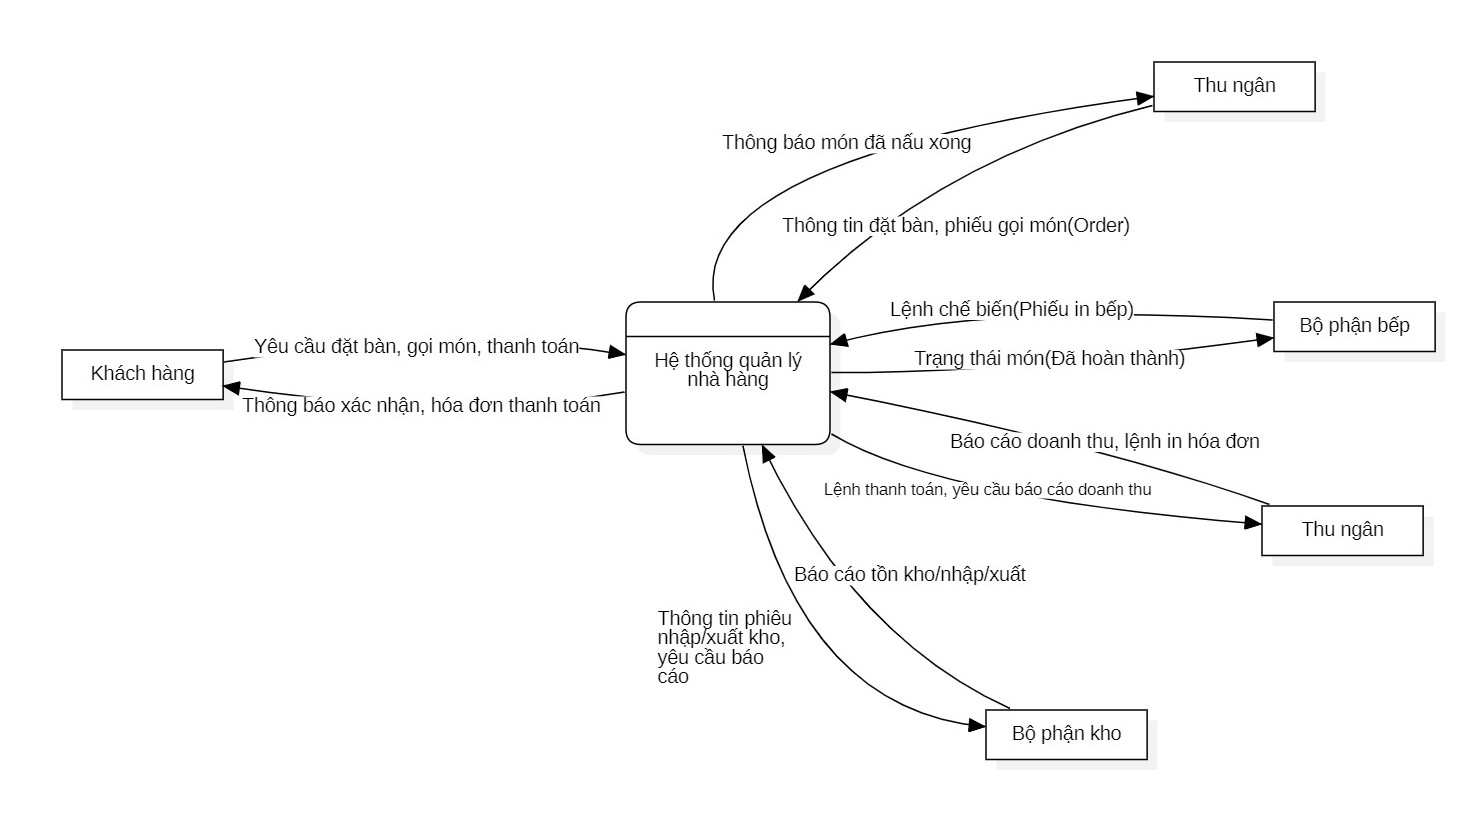 Thu ngân
Thông báo món đã nấu xong
Thông tin đặt bàn, phiếu gọi món(Order)
Lệnh chế biến(Phiếu in bếp)
Bộ phận bếp
Yêu cầu đặt bàn, gọi món, thanh toán
Hệ thống quản lý
nhà hàng
Trạng thái món(Đã hoàn thành)
Khách hàng
Thông báo xác nhận, hóa đơn thanh toán
Báo cáo doanh thu, lệnh in hóa đơn
Lệnh thanh toán, yêu cầu báo cáo doanh thu
Thu ngân
Báo cáo tồn kho/nhập/xuất
Thông tin phiêu
nhập/xuất kho,
yêu cầu báo
cáo
Bộ phận kho